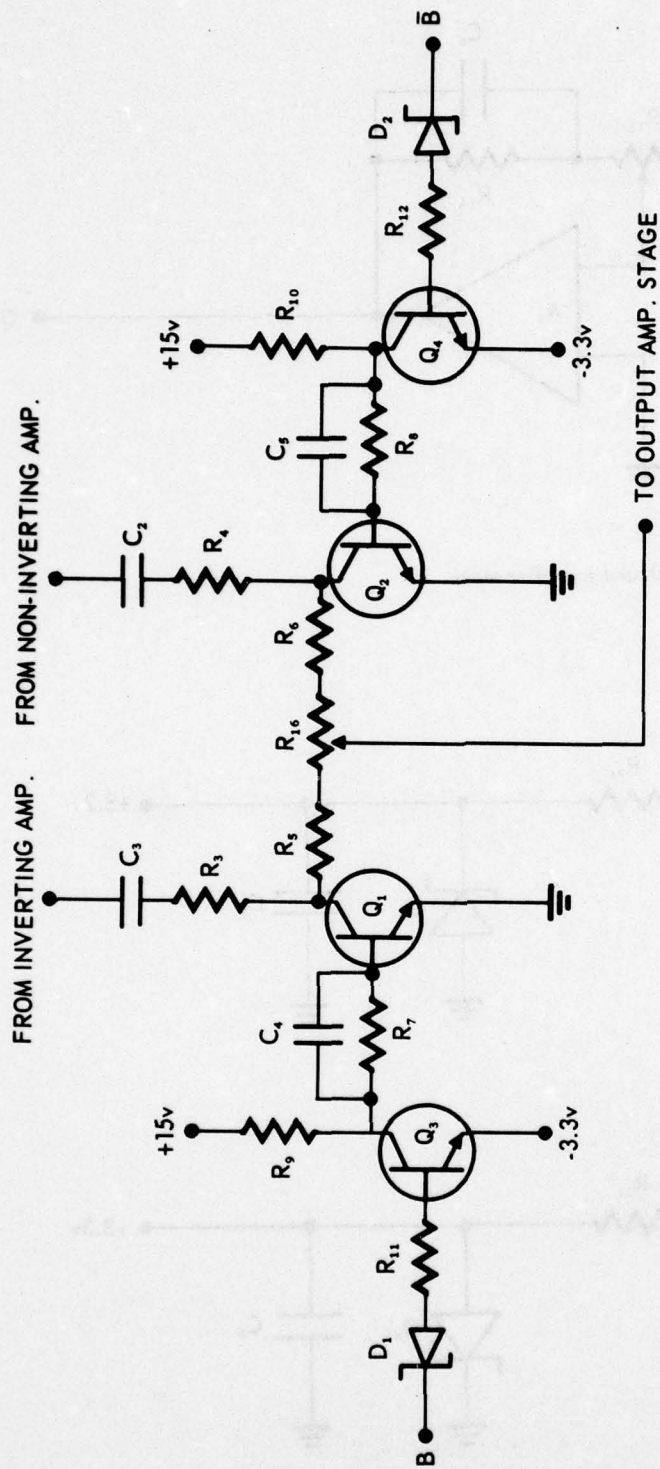 FROM INVERTING AMP. FROM NON-INVERTING AMP.
C₃ C₂
+15v R₃ R₄ +15v
R₉ C₄ R₅ R₁₆ R₆ C₅ R₁₀
B D₁ R₁₁ Q₃ R₇ Q₁ Q₂ R₈ Q₄ R₁₂ D₂ B̅
-3.3v -3.3v
TO OUTPUT AMP. STAGE